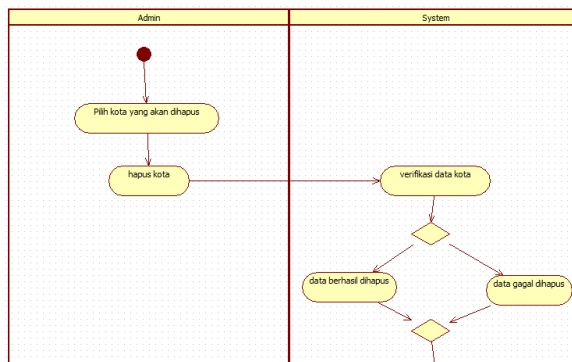 Admin
System
Pilih kota yang akan dihapus
hapus kota
verifikasi data kota
data berhasil dihapus
data gagal dihapus